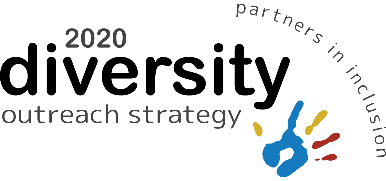 2020
diversity
outreach strategy
partners in inclusion